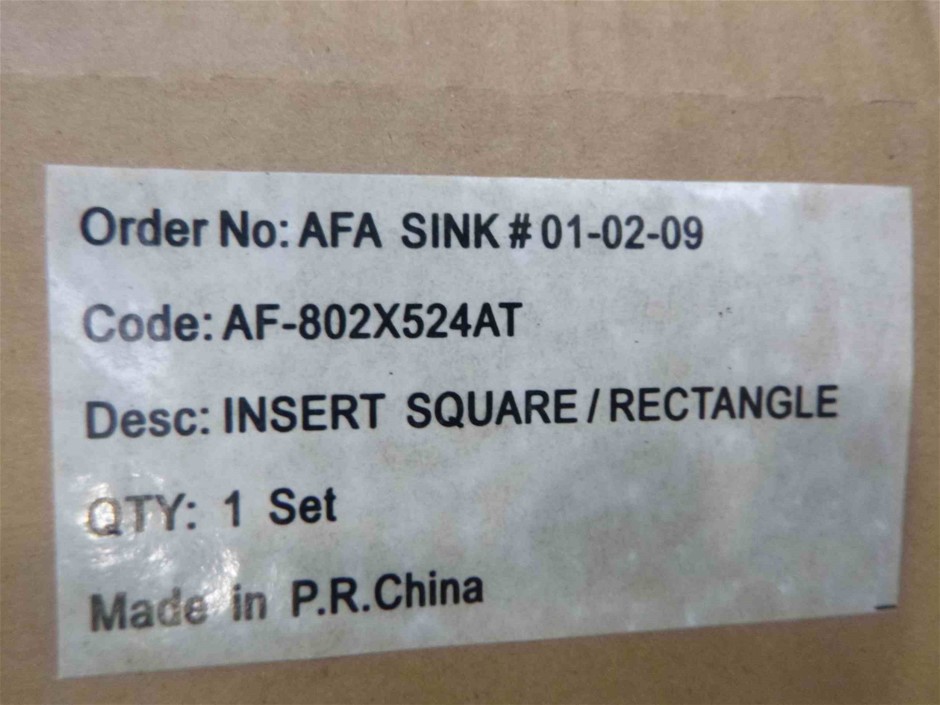 Order No: AFA SINK # 01-02-09
Code: AF-802X524AT
Desc: INSERT SQUARE / RECTANGLE
QTY: 1 Set
Made in P.R.China